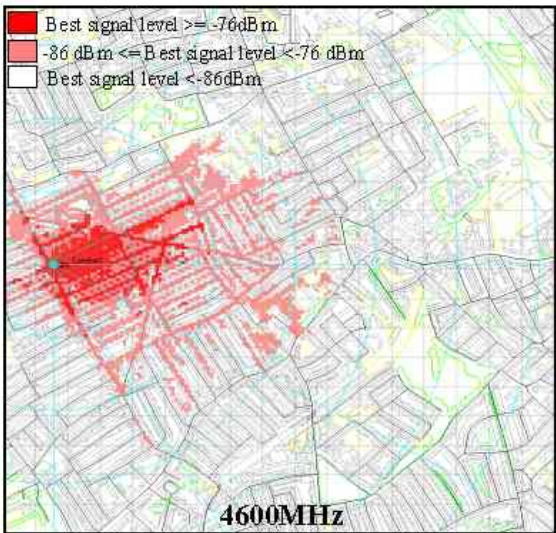 Best signal level >= -76dBm
-86 dBm <=Best signal level <-76 dBm
Best signal level <-86dBm
4600MHz